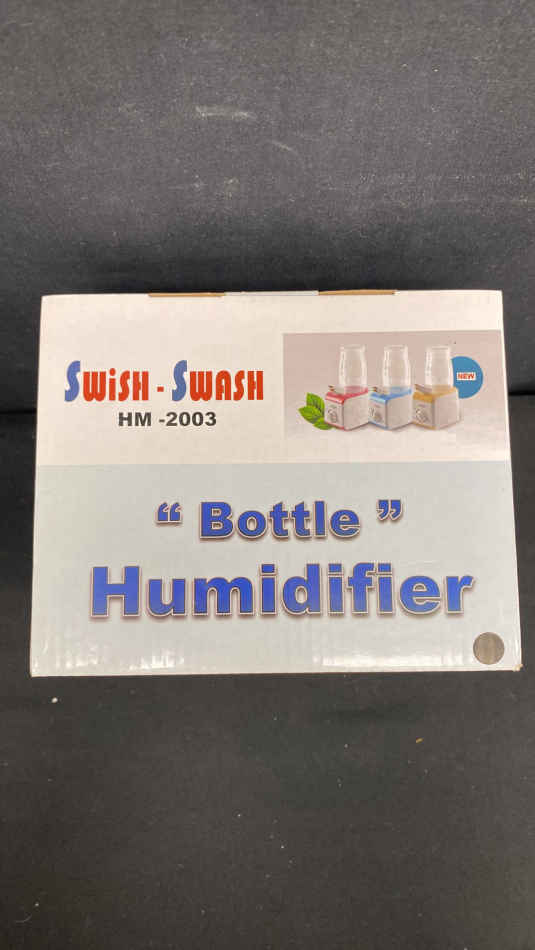 SWiSH - SWASH
HM -2003
NEW
“ Bottle ”
Humidifier